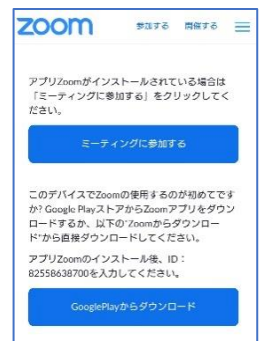 zoom 参加する 開催する
アプリZoomがインストールされている場合は
「ミーティングに参加する」をクリックしてく
ださい。
ミーティングに参加する
このデバイスでZoomの使用するのが初めてです
か? Google PlayストアからZoomアプリをダウン
ロードするか、以下の"Zoomからダウンロー
ド"から直接ダウンロードしてください。
アプリZoomのインストール後、ID：
82558638700を入力してください。
GooglePlayからダウンロード